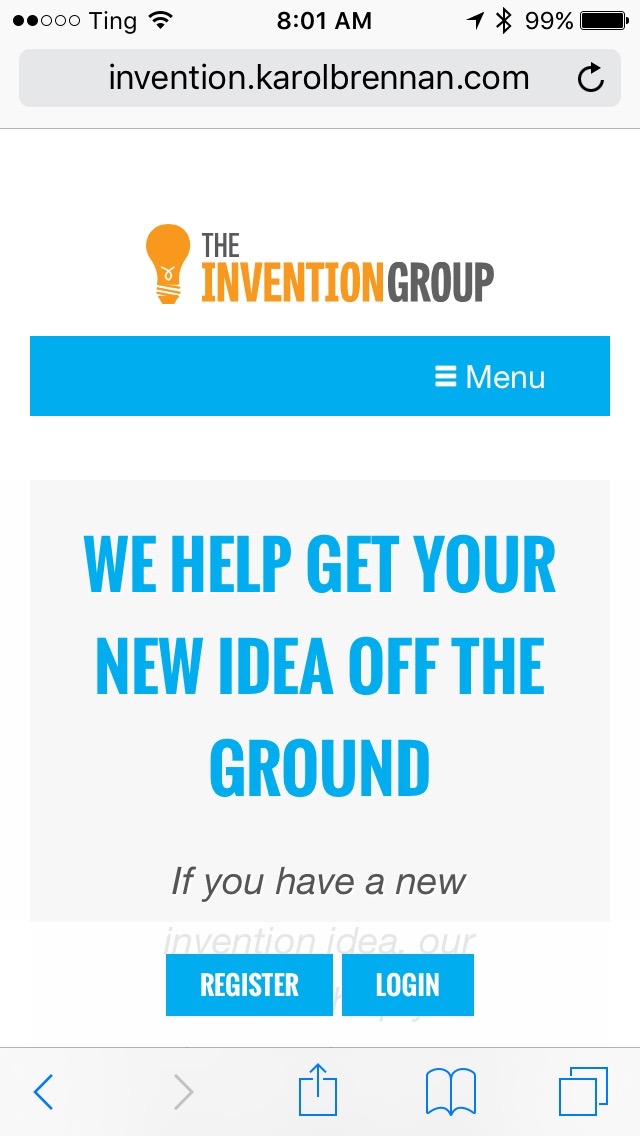 Ting 8:01 AM 99%
invention.karolbrennan.com
THE
INVENTIONGROUP
Menu
WE HELP GET YOUR
NEW IDEA OFF THE
GROUND
If you have a new
invention idea, our
REGISTER LOGIN